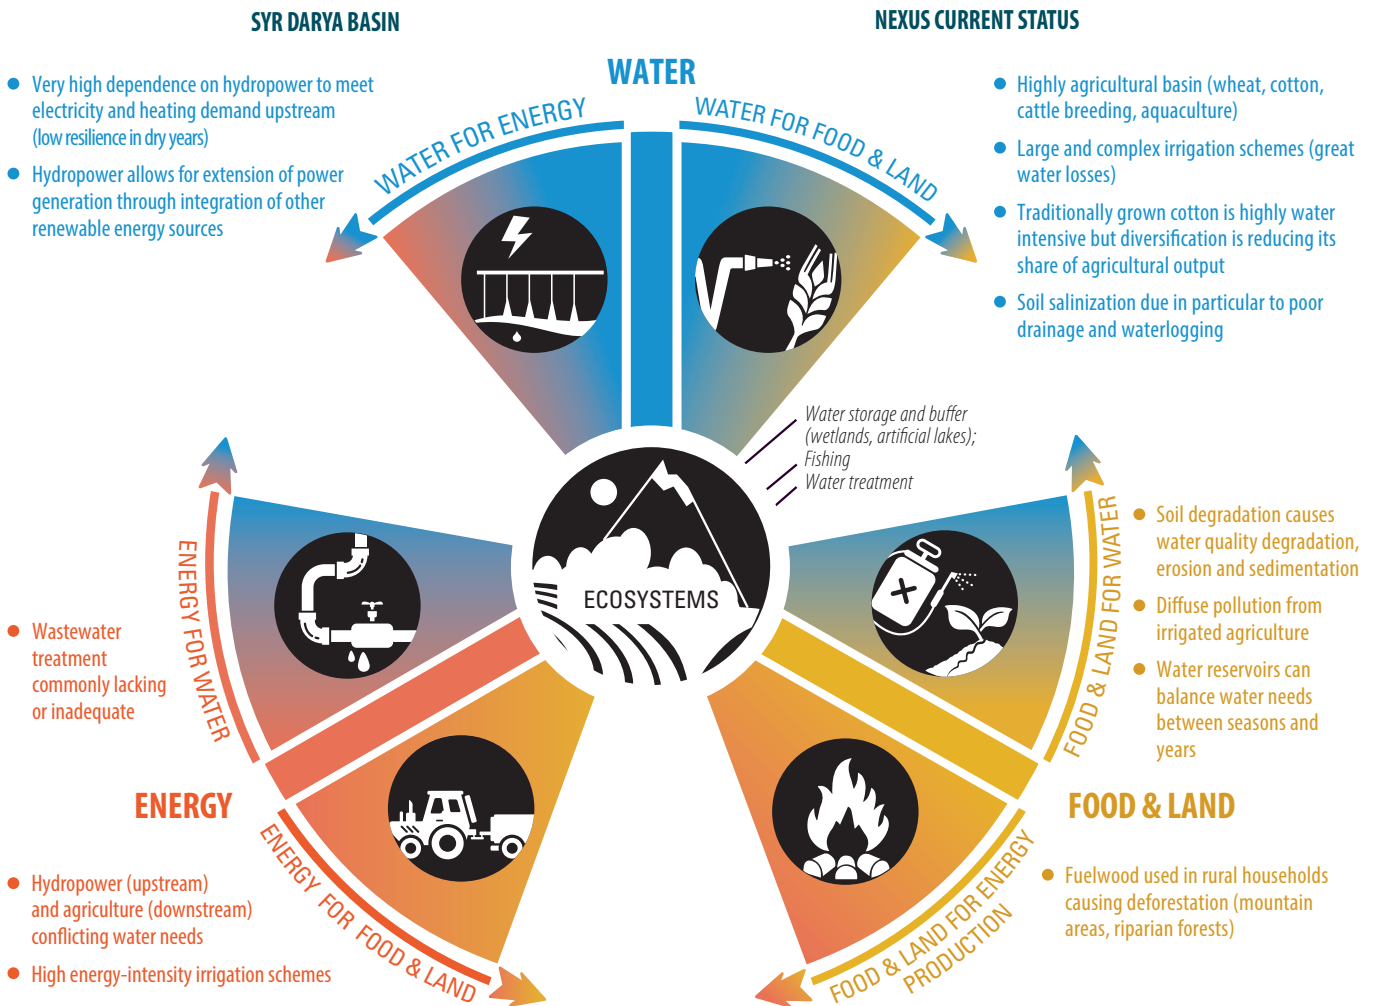 SYR DARYA BASIN
NEXUS CURRENT STATUS
WATER
WATER FOR ENERGY
WATER FOR FOOD & LAND
● Very high dependence on hydropower to meet
electricity and heating demand upstream
(low resilience in dry years)
● Hydropower allows for extension of power
generation through integration of other
renewable energy sources
● Highly agricultural basin (wheat, cotton,
cattle breeding, aquaculture)
● Large and complex irrigation schemes (great
water losses)
● Traditionally grown cotton is highly water
intensive but diversification is reducing its
share of agricultural output
● Soil salinization due in particular to poor
drainage and waterlogging
Water storage and buffer
(wetlands, artificial lakes);
Fishing
Water treatment
ECOSYSTEMS
ENERGY FOR WATER
● Wastewater
treatment
commonly lacking
or inadequate
FOOD & LAND FOR WATER
● Soil degradation causes
water quality degradation,
erosion and sedimentation
● Diffuse pollution from
irrigated agriculture
● Water reservoirs can
balance water needs
between seasons and
years
ENERGY
ENERGY FOR FOOD & LAND
● Hydropower (upstream)
and agriculture (downstream)
conflicting water needs
● High energy-intensity irrigation schemes
FOOD & LAND
FOOD & LAND FOR ENERGY
PRODUCTION
● Fuelwood used in rural households
causing deforestation (mountain
areas, riparian forests)